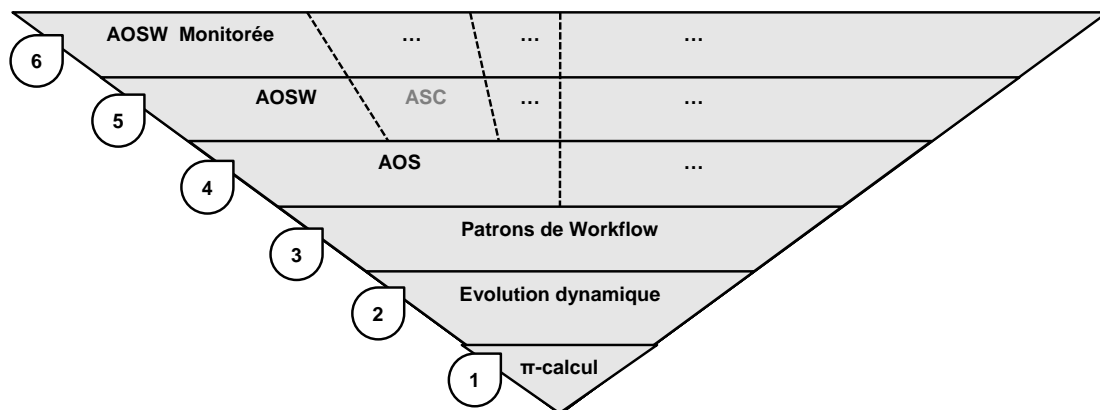 AOSW Monitorée ... ... ...
6
AOSW ASC ... ...
5
AOS ...
4
Patrons de Workflow
3
Evolution dynamique
2
π-calcul
1